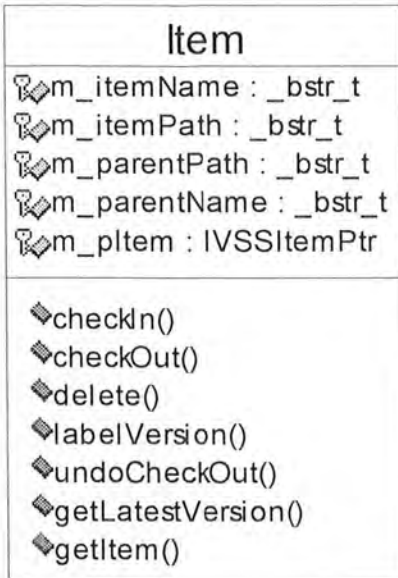 Item
m_itemName : _bstr_t
m_itemPath : _bstr_t
m_parentPath : _bstr_t
m_parentName : _bstr_t
m_pItem : IVSSItemPtr
checkIn()
checkOut()
delete()
labelVersion()
undoCheckOut()
getLatestVersion()
getItem()